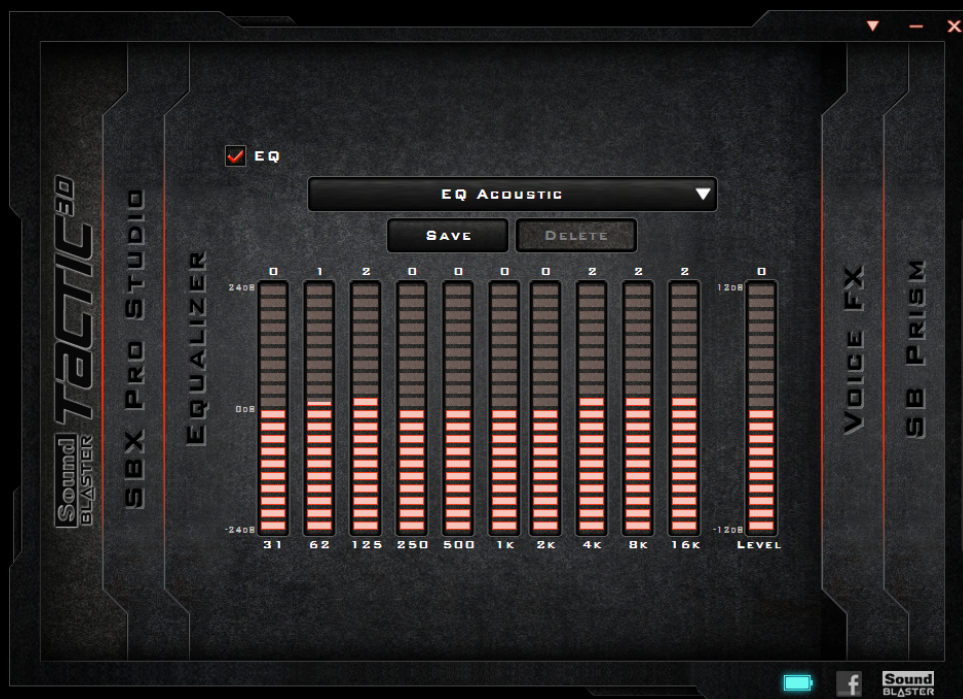 Sound BLASTER TACTIC 3D
SBX PRO STUDIO
EQUALIZER
EQ
EQ ACOUSTIC
SAVE
DELETE
0 1 2 0 0 0 0 2 2 2 0
24dB
12dB
0dB
-24dB
-12dB
31 62 125 250 500 1K 2K 4K 8K 16K LEVEL
VOICE FX
SB PRISM
f
Sound
BLASTER